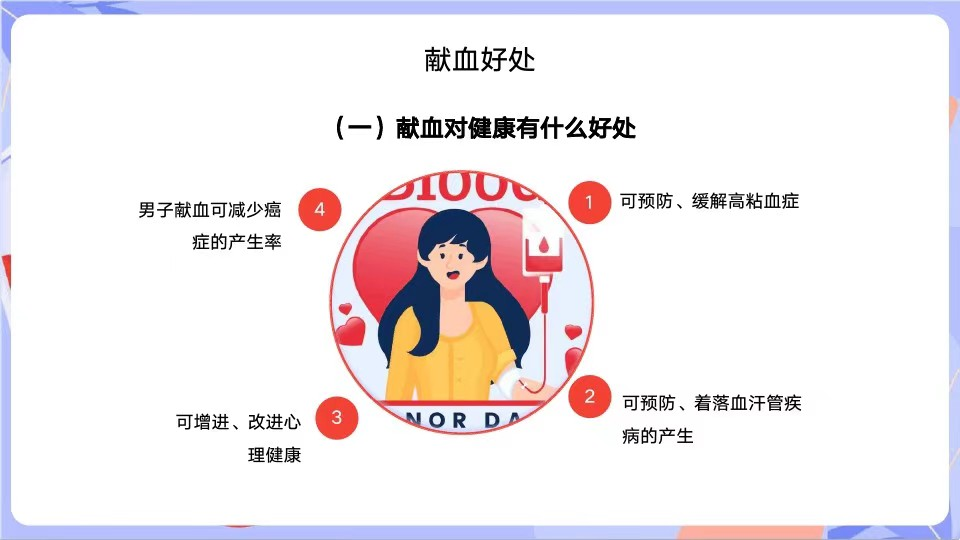 献血好处
（一）献血对健康有什么好处
1
可预防、缓解高粘血症
2
可预防、着落血汗管疾
病的产生
3
可增进、改进心
理健康
4
男子献血可减少癌
症的产生率
NOR DA